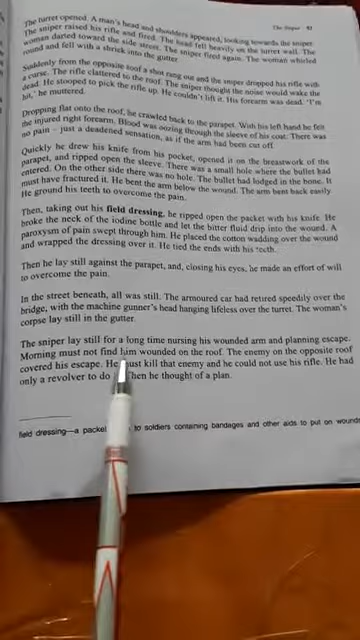 The Sniper 97
The turret opened. A man's head and shoulders appeared, looking towards the sniper.
The sniper raised his rifle and fired. The head fell heavily on the turret wall. The
woman darted toward the side street. The sniper fired again. The woman whirled
round and fell with a shriek into the gutter.
Suddenly from the opposite roof a shot rang out and the sniper dropped his rifle with
a curse. The rifle clattered to the roof. The sniper thought the noise would wake the
dead. He stooped to pick the rifle up. He couldn't lift it. His forearm was dead. 'I'm
hit,' he muttered.
Dropping flat onto the roof, he crawled back to the parapet. With his left hand he felt
the injured right forearm. Blood was oozing through the sleeve of his coat. There was
no pain – just a deadened sensation, as if the arm had been cut off.
Quickly he drew his knife from his pocket, opened it on the breastwork of the
parapet, and ripped open the sleeve. There was a small hole where the bullet had
entered. On the other side there was no hole. The bullet had lodged in the bone. It
must have fractured it. He bent the arm below the wound. The arm bent back easily
He ground his teeth to overcome the pain.
Then, taking out his field dressing, he ripped open the packet with his knife. He
broke the neck of the iodine bottle and let the bitter fluid drip into the wound. A
paroxysm of pain swept through him. He placed the cotton wadding over the wound
and wrapped the dressing over it. He tied the ends with his teeth.
Then he lay still against the parapet, and, closing his eyes, he made an effort of will
to overcome the pain.
In the street beneath, all was still. The armoured car had retired speedily over the
bridge, with the machine gunner's head hanging lifeless over the turret. The woman's
corpse lay still in the gutter.
The sniper lay still for a long time nursing his wounded arm and planning escape.
Morning must not find him wounded on the roof. The enemy on the opposite roof
covered his escape. He must kill that enemy and he could not use his rifle. He had
only a revolver to do Then he thought of a plan.
field dressing—a packet to soldiers containing bandages and other aids to put on wounds